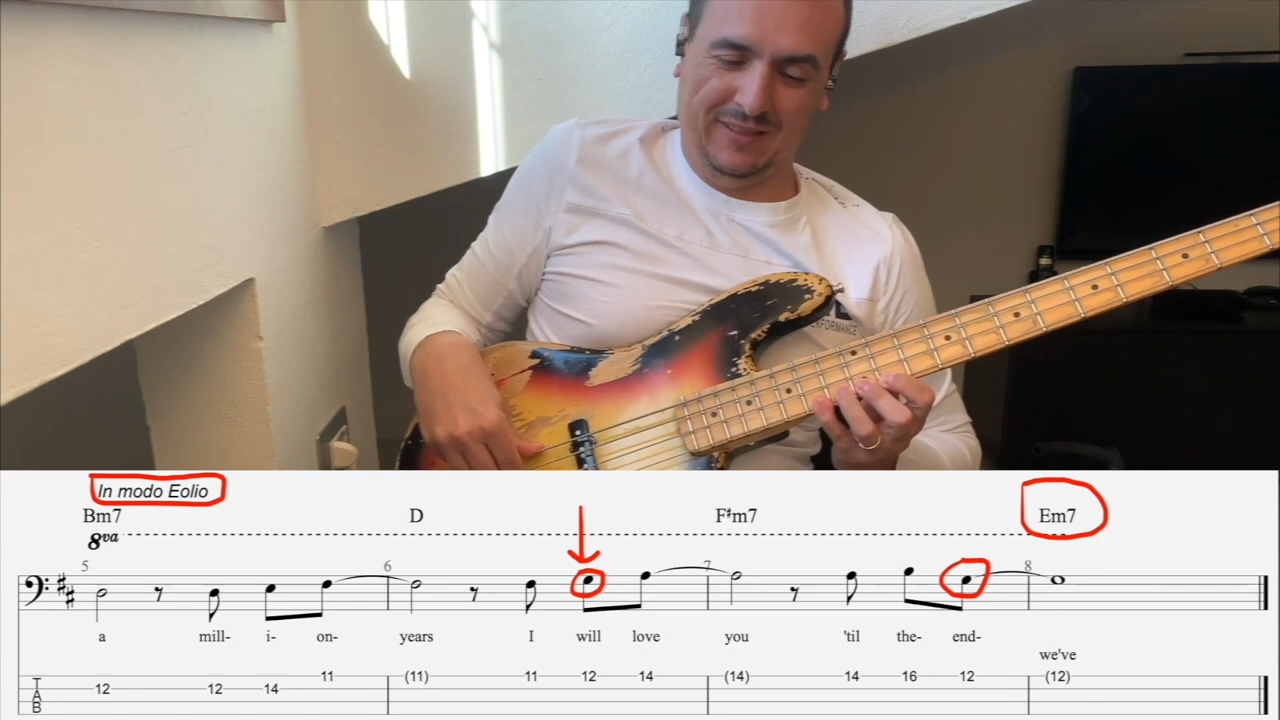 PERFORMANCE
In modo Eolio
Bm7 D F♯m7 Em7
8va
5 6 7 8
a mill- i- on- years I will love you 'til the- end-
we've
11 (11) 11 12 14 (14) 14 16 12 (12)
12 12 14
T
A
B